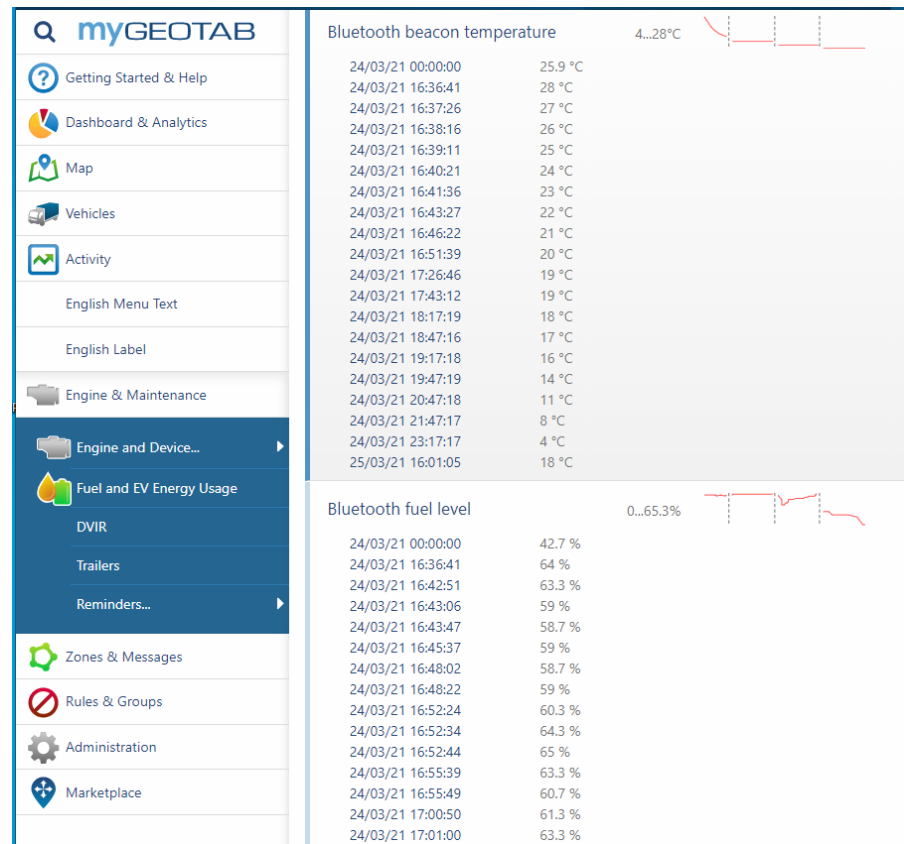 myGEOTAB
Getting Started & Help
Dashboard & Analytics
Map
Vehicles
Activity
English Menu Text
English Label
Engine & Maintenance
Engine and Device...
Fuel and EV Energy Usage
DVIR
Trailers
Reminders...
Zones & Messages
Rules & Groups
Administration
Marketplace
Bluetooth beacon temperature 4...28°C
24/03/21 00:00:00 25.9 °C
24/03/21 16:36:41 28 °C
24/03/21 16:37:26 27 °C
24/03/21 16:38:16 26 °C
24/03/21 16:39:11 25 °C
24/03/21 16:40:21 24 °C
24/03/21 16:41:36 23 °C
24/03/21 16:43:27 22 °C
24/03/21 16:46:22 21 °C
24/03/21 16:51:39 20 °C
24/03/21 17:26:46 19 °C
24/03/21 17:43:12 19 °C
24/03/21 18:17:19 18 °C
24/03/21 18:47:16 17 °C
24/03/21 19:17:18 16 °C
24/03/21 19:47:19 14 °C
24/03/21 20:47:18 11 °C
24/03/21 21:47:17 8 °C
24/03/21 23:17:17 4 °C
25/03/21 16:01:05 18 °C
Bluetooth fuel level 0...65.3%
24/03/21 00:00:00 42.7 %
24/03/21 16:36:41 64 %
24/03/21 16:42:51 63.3 %
24/03/21 16:43:06 59 %
24/03/21 16:43:47 58.7 %
24/03/21 16:45:37 59 %
24/03/21 16:48:02 58.7 %
24/03/21 16:48:22 59 %
24/03/21 16:52:24 60.3 %
24/03/21 16:52:34 64.3 %
24/03/21 16:52:44 65 %
24/03/21 16:55:39 63.3 %
24/03/21 16:55:49 60.7 %
24/03/21 17:00:50 61.3 %
24/03/21 17:01:00 63.3 %